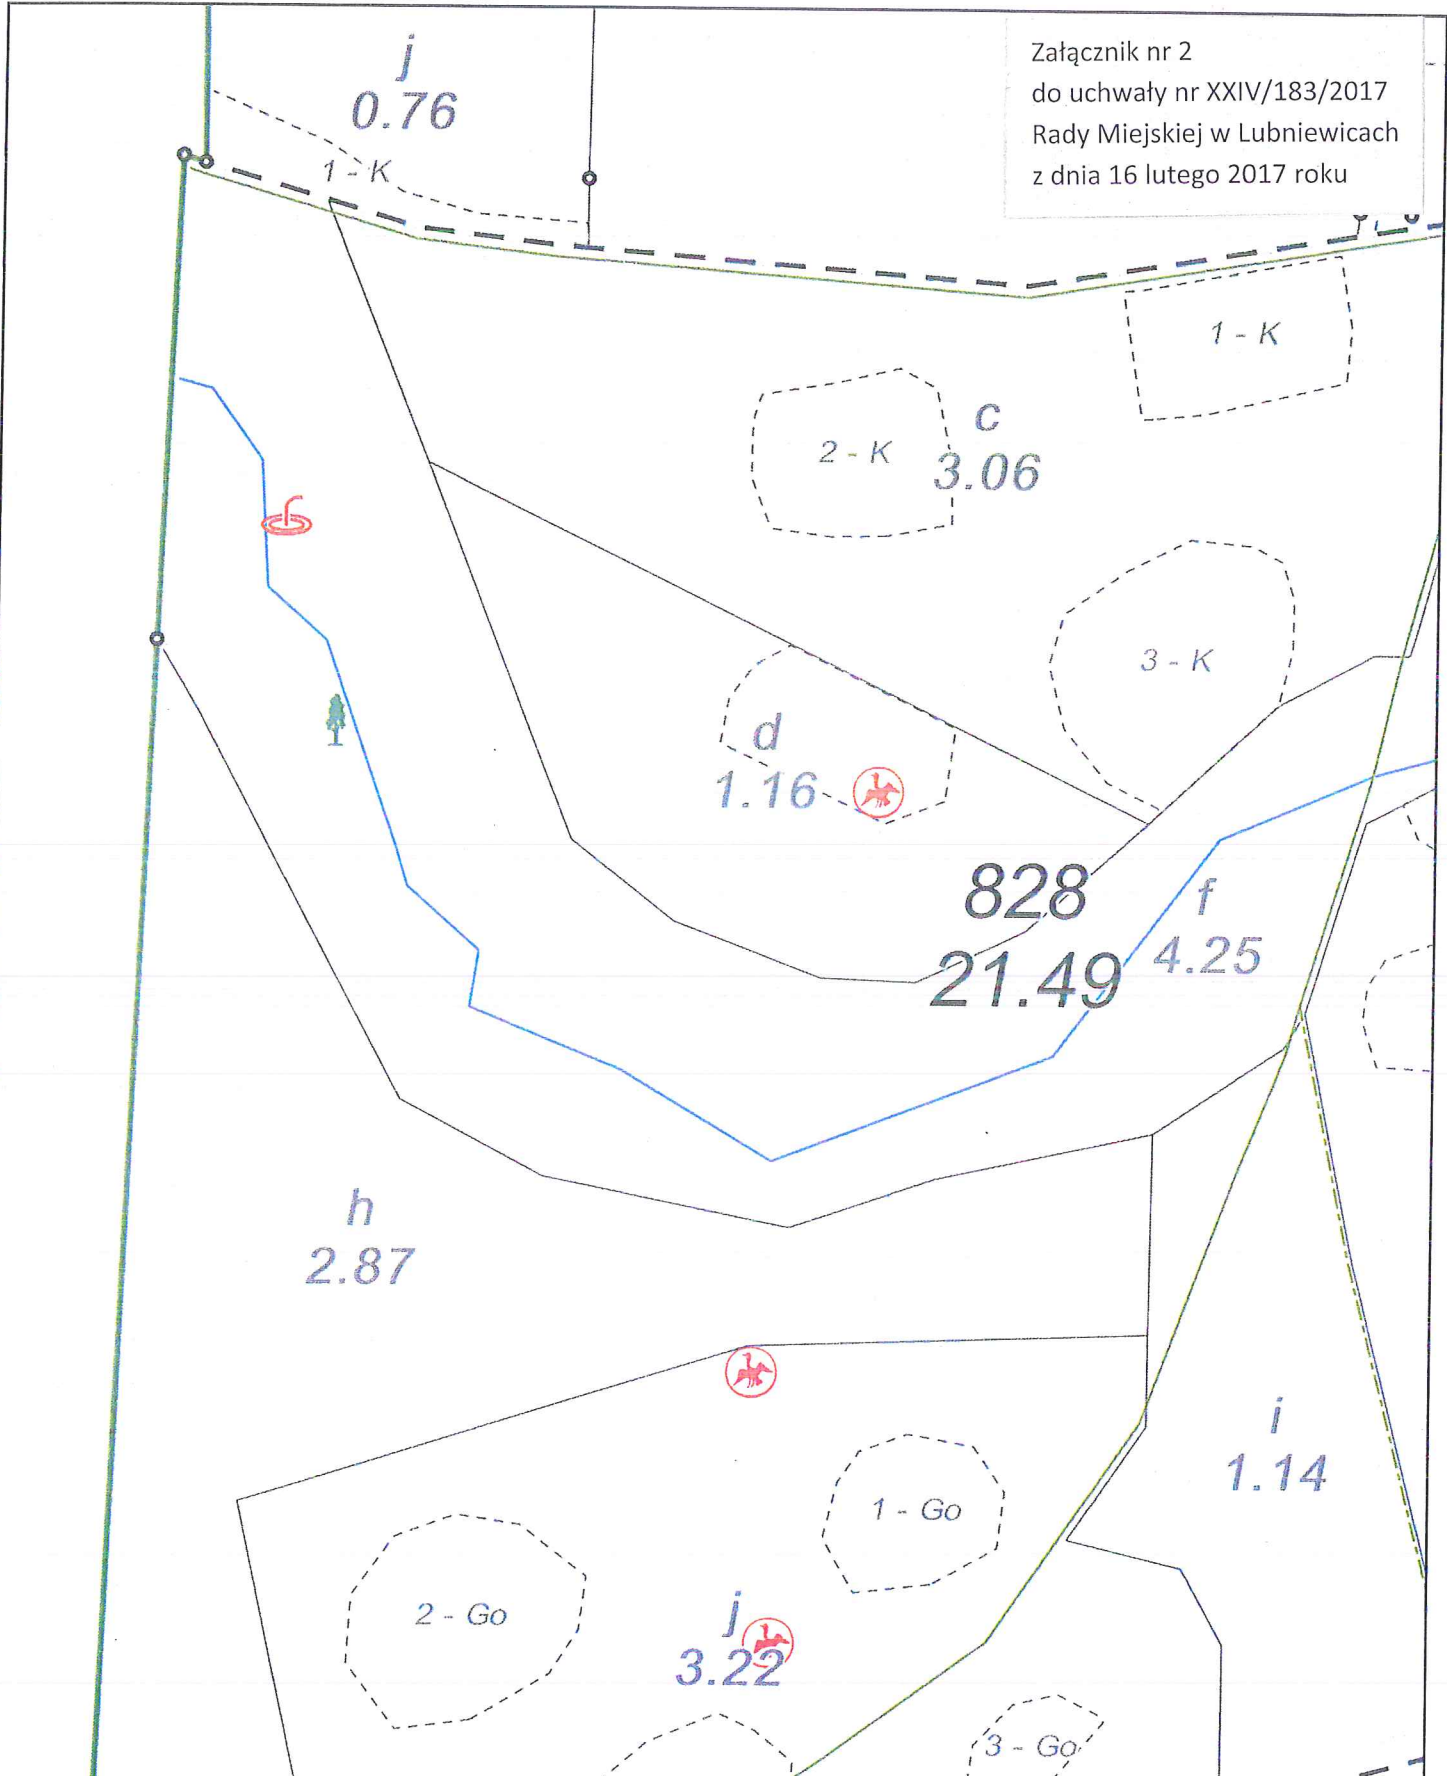 Załącznik nr 2
do uchwały nr XXIV/183/2017
Rady Miejskiej w Lubniewicach
z dnia 16 lutego 2017 roku
j
0.76
1 - K
1 - K
2 - K
c
3.06
3 - K
d
1.16
828
21.49
f
4.25
h
2.87
i
1.14
1 - Go
2 - Go
j
3.22
3 - Go